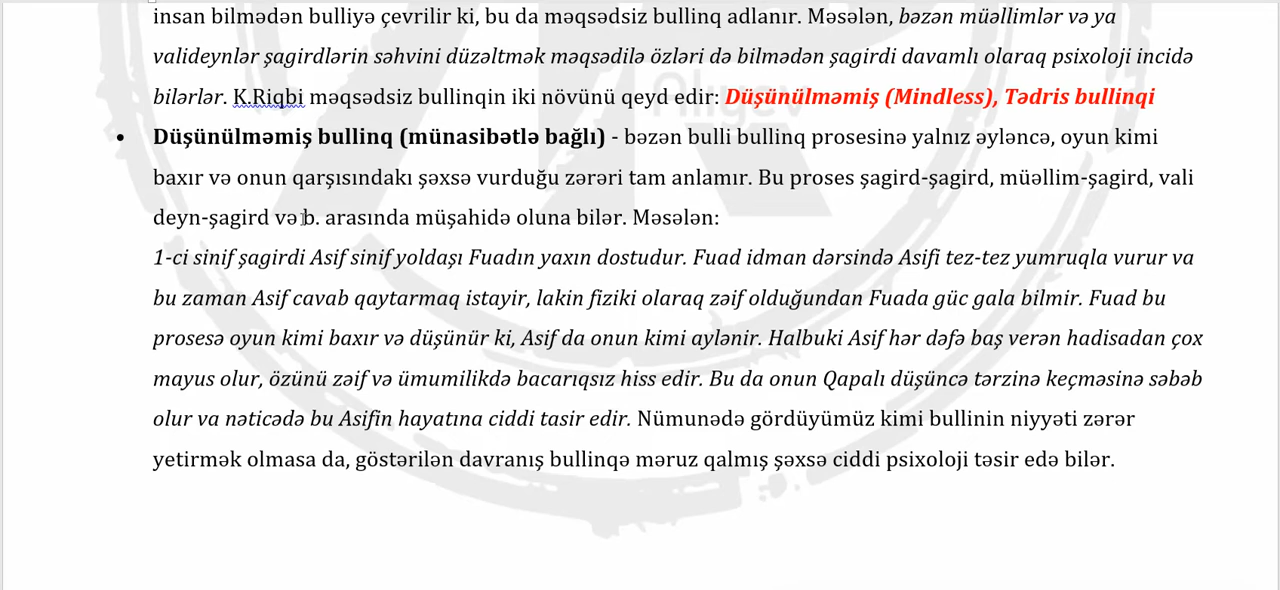 insan bilmədən bulliyə çevrilir ki, bu da məqsədsiz bullinq adlanır. Məsələn, bəzən müəllimlər və ya
valideynlər şagirdlərin səhvini düzəltmək məqsədilə özləri də bilmədən şagirdi davamlı olaraq psixoloji incidə
bilərlər. K.Riqbi məqsədsiz bullinqin iki növünü qeyd edir: Düşünülməmiş (Mindless), Tədris bullinqi
• Düşünülməmiş bullinq (münasibətlə bağlı) - bəzən bulli bullinq prosesinə yalnız əyləncə, oyun kimi
baxır və onun qarşısındakı şəxsə vurduğu zərəri tam anlamır. Bu proses şagird-şagird, müəllim-şagird, vali
deyn-şagird və b. arasında müşahidə oluna bilər. Məsələn:
1-ci sinif şagirdi Asif sinif yoldaşı Fuadın yaxın dostudur. Fuad idman dərsində Asifi tez-tez yumruqla vurur va
bu zaman Asif cavab qaytarmaq istayir, lakin fiziki olaraq zəif olduğundan Fuada güc gala bilmir. Fuad bu
prosesə oyun kimi baxır və düşünür ki, Asif da onun kimi aylənir. Halbuki Asif hər dəfə baş verən hadisadan çox
mayus olur, özünü zəif və ümumilikdə bacarıqsız hiss edir. Bu da onun Qapalı düşüncə tərzinə keçməsinə səbəb
olur va nəticədə bu Asifin hayatına ciddi tasir edir. Nümunədə gördüyümüz kimi bullinin niyyəti zərər
yetirmək olmasa da, göstərilən davranış bullinqə məruz qalmış şəxsə ciddi psixoloji təsir edə bilər.